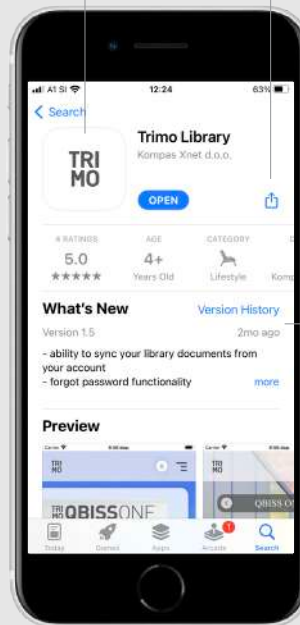 A1 SI 12:24 63%
Search
TRI
MO
Trimo Library
Kompas Xnet d.o.o.
OPEN
4 RATINGS AGE CATEGORY
5.0 4+ Lifestyle
★★★★★ Years Old Komp
What's New Version History
Version 1.5 2mo ago
- ability to sync your library documents from
your account
- forgot password functionality more
Preview
TRI
MO
TRI
MO
QBISSONE
QBISS O
Today Games Apps Arcade Search
1